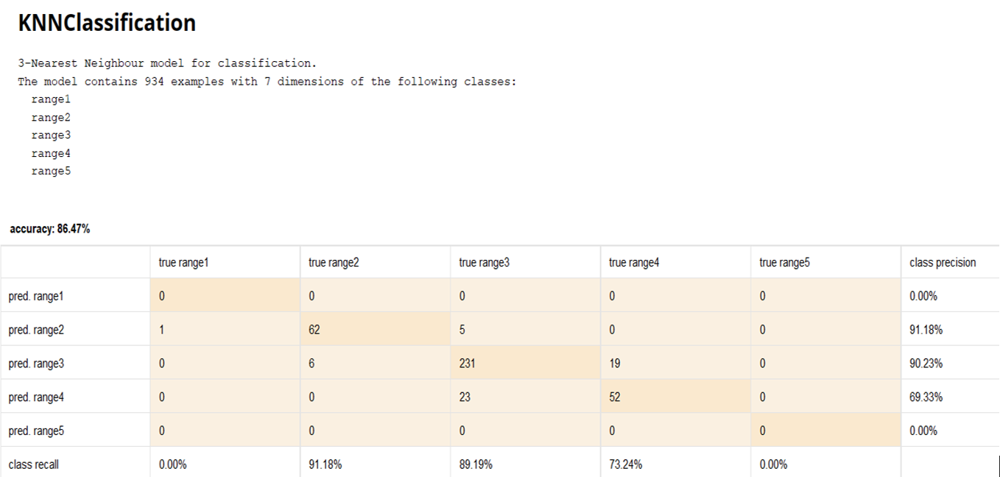 KNNClassification
3-Nearest Neighbour model for classification.
The model contains 934 examples with 7 dimensions of the following classes:
range1
range2
range3
range4
range5
accuracy: 86.47%
true range1 true range2 true range3 true range4 true range5 class precision
pred. range1 0 0 0 0 0 0.00%
pred. range2 1 62 5 0 0 91.18%
pred. range3 0 6 231 19 0 90.23%
pred. range4 0 0 23 52 0 69.33%
pred. range5 0 0 0 0 0 0.00%
class recall 0.00% 91.18% 89.19% 73.24% 0.00%